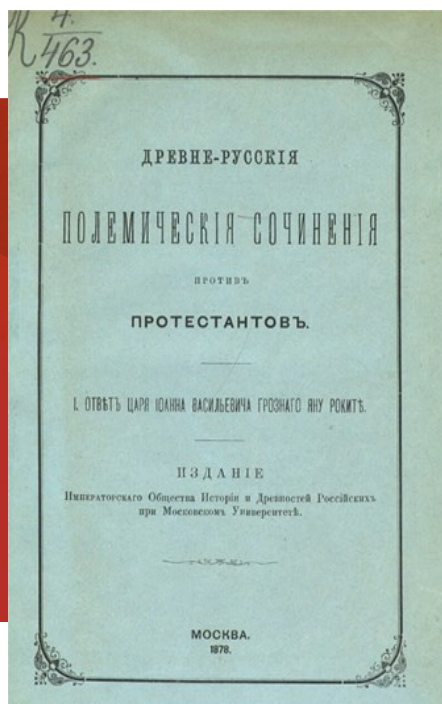 4.
463.
ДРЕВНЕ-РУССКІЯ
ПОЛЕМИЧЕСКІЯ СОЧИНЕНІЯ
ПРОТИВЪ
ПРОТЕСТАНТОВЪ.
I. ОТВѢТЪ ЦАРЯ ІОАННА ВАСИЛЬЕВИЧА ГРОЗНАГО ЯНУ РОКИТѢ.
ИЗДАНІЕ
Императорскаго Общества Исторіи и Древностей Россійскихъ
при Московскомъ Университетѣ.
МОСКВА.
1878.